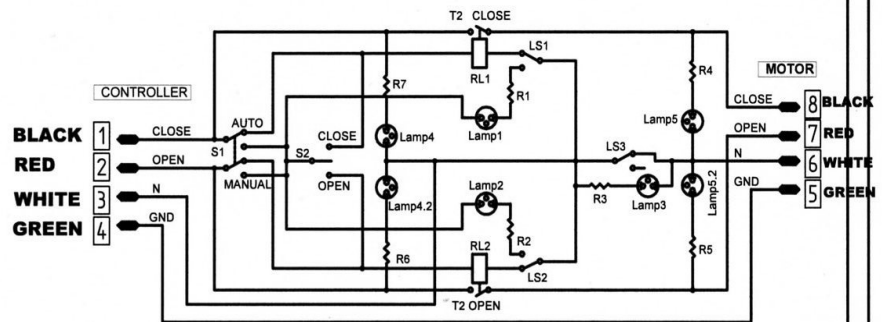 T2 CLOSE
LS1
RL1
R7
R4
MOTOR
CONTROLLER
R1
CLOSE
8
BLACK
AUTO
Lamp4
Lamp1
Lamp5
BLACK
1
CLOSE
OPEN
7
RED
S1
S2
CLOSE
LS3
RED
2
OPEN
N
6
WHITE
MANUAL
OPEN
Lamp2
GND
5
GREEN
WHITE
3
N
Lamp4.2
R3
Lamp3
Lamp5.2
GREEN
4
GND
R2
RL2
R6
R5
LS2
T2 OPEN